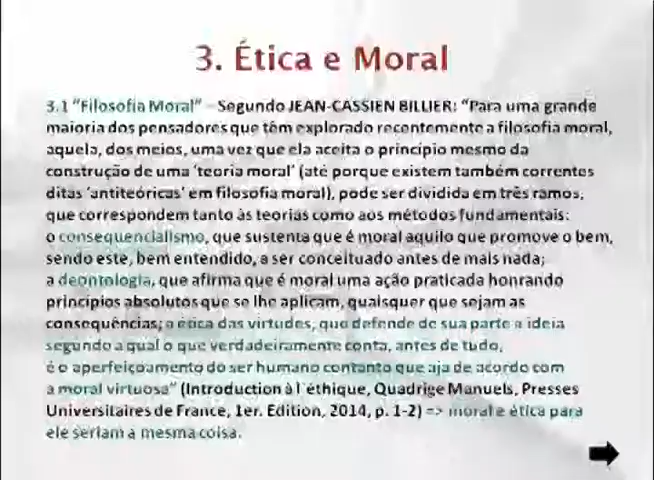 3. Ética e Moral
3.1 "Filosofia Moral" – Segundo JEAN-CASSIEN BILLIER: "Para uma grande
maioria dos pensadores que têm explorado recentemente a filosofia moral,
aquela, dos meios, uma vez que ela aceita o princípio mesmo da
construção de uma 'teoria moral' (até porque existem também correntes
ditas 'antiteóricas' em filosofia moral), pode ser dividida em três ramos,
que correspondem tanto às teorias como aos métodos fundamentais:
o consequencialismo, que sustenta que é moral aquilo que promove o bem,
sendo este, bem entendido, a ser conceituado antes de mais nada;
a deontologia, que afirma que é moral uma ação praticada honrando
princípios absolutos que se lhe aplicam, quaisquer que sejam as
consequências; a ética das virtudes, que defende de sua parte a ideia
segundo a qual o que verdadeiramente conta, antes de tudo,
é o aperfeiçoamento do ser humano contanto que aja de acordo com
a moral virtuosa" (Introduction à l'éthique, Quadrige Manuels, Presses
Universitaires de France, 1er. Edition, 2014, p. 1-2) => moral e ética para
ele seriam a mesma coisa.